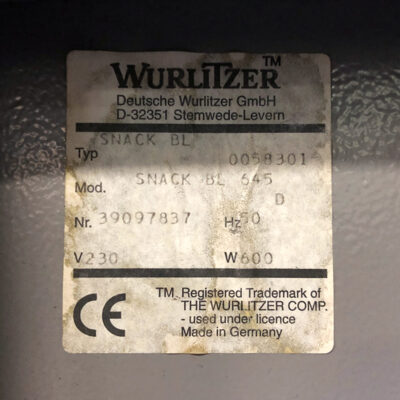 WURLITZER™
Deutsche Wurlitzer GmbH
D-32351 Stemwede-Levern
SNACK BL
Typ 0058301
Mod. SNACK BL 645
D
Nr. 39097837 Hz 50
V 230 W 600
CE TM Registered Trademark of
THE WURLITZER COMP.
- used under licence
Made in Germany